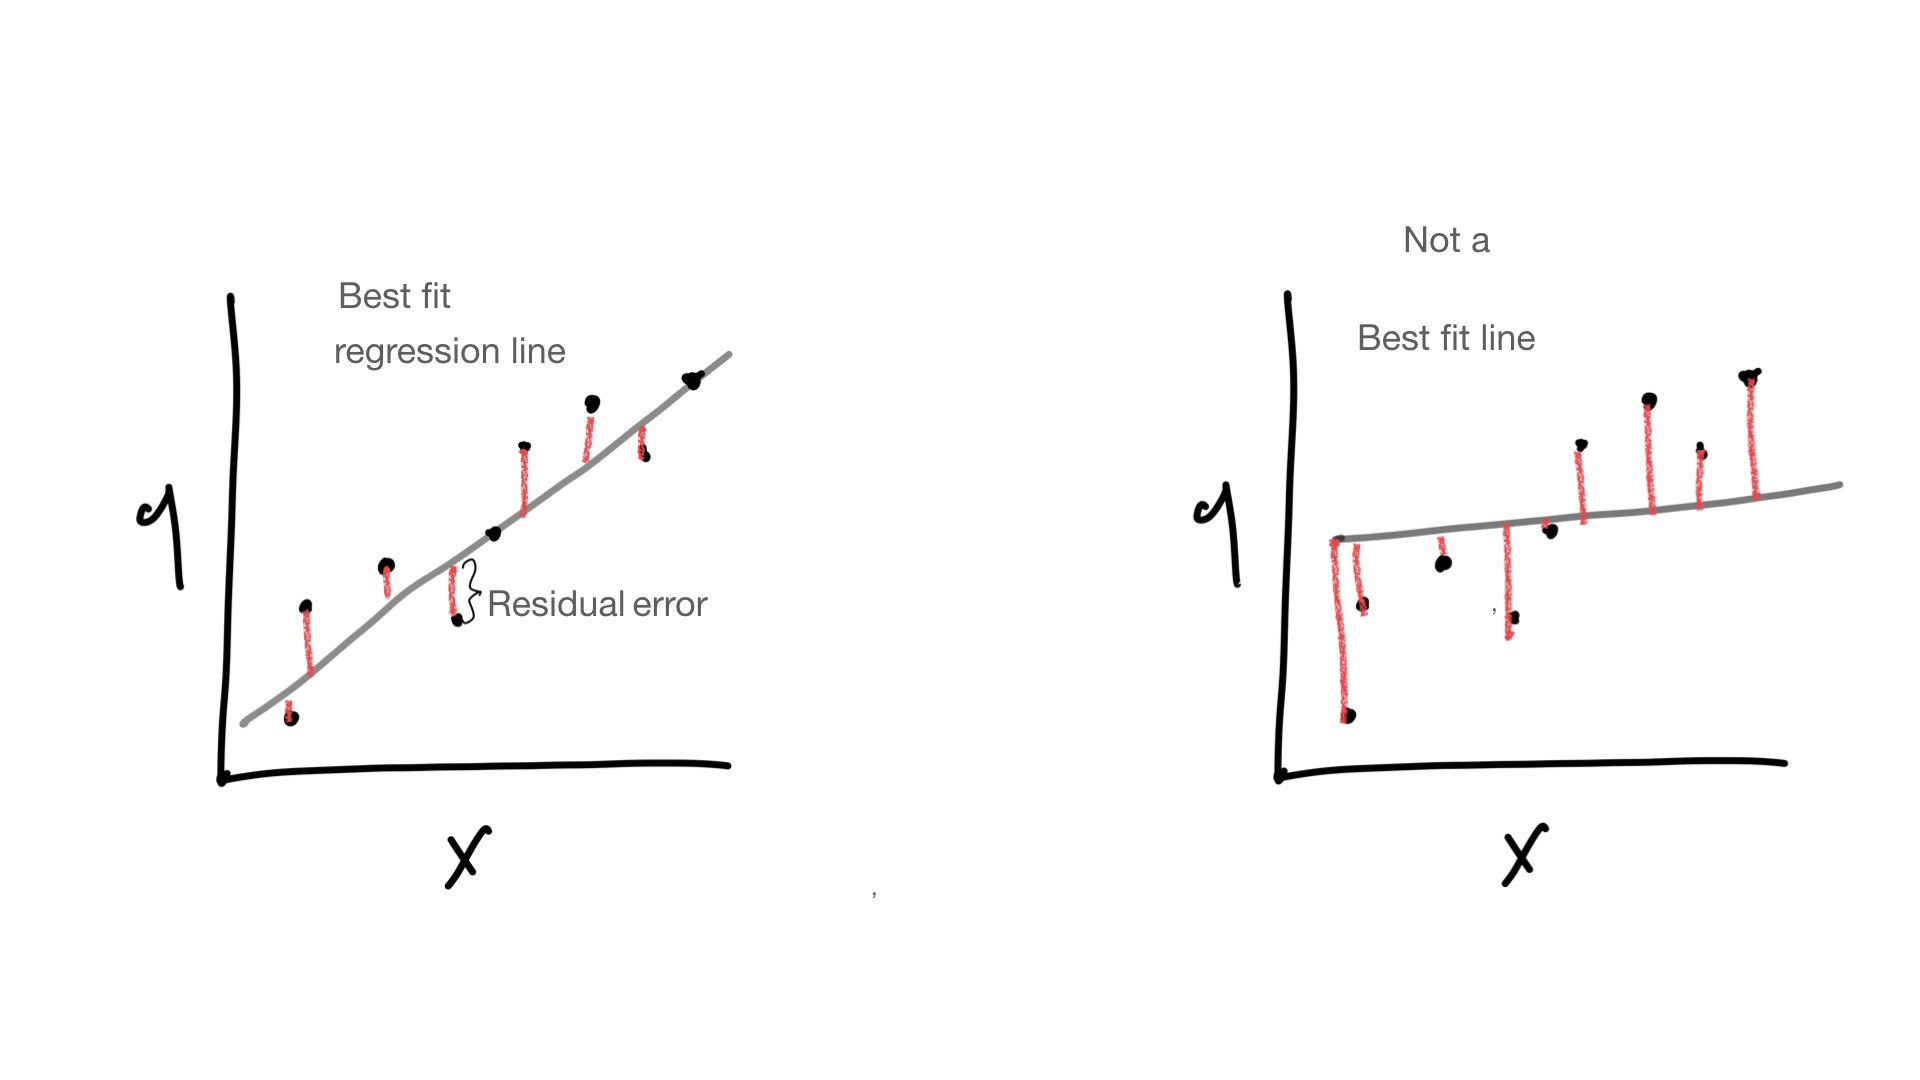 Best fit
regression line
y
Residual error
x
Not a
Best fit line
y
x